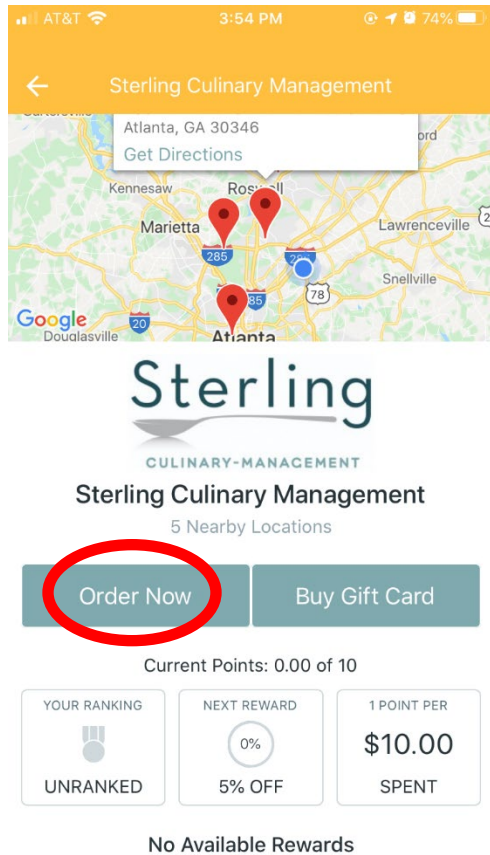 AT&T 3:54 PM 74%
Sterling Culinary Management
Atlanta, GA 30346
Get Directions
Kennesaw
Roswell
Marietta
Lawrenceville
285
Snellville
78
85
Google
20
Douglasville
Atlanta
Sterling
CULINARY-MANAGEMENT
Sterling Culinary Management
5 Nearby Locations
Order Now
Buy Gift Card
Current Points: 0.00 of 10
YOUR RANKING
NEXT REWARD
1 POINT PER
0%
$10.00
UNRANKED
5% OFF
SPENT
No Available Rewards